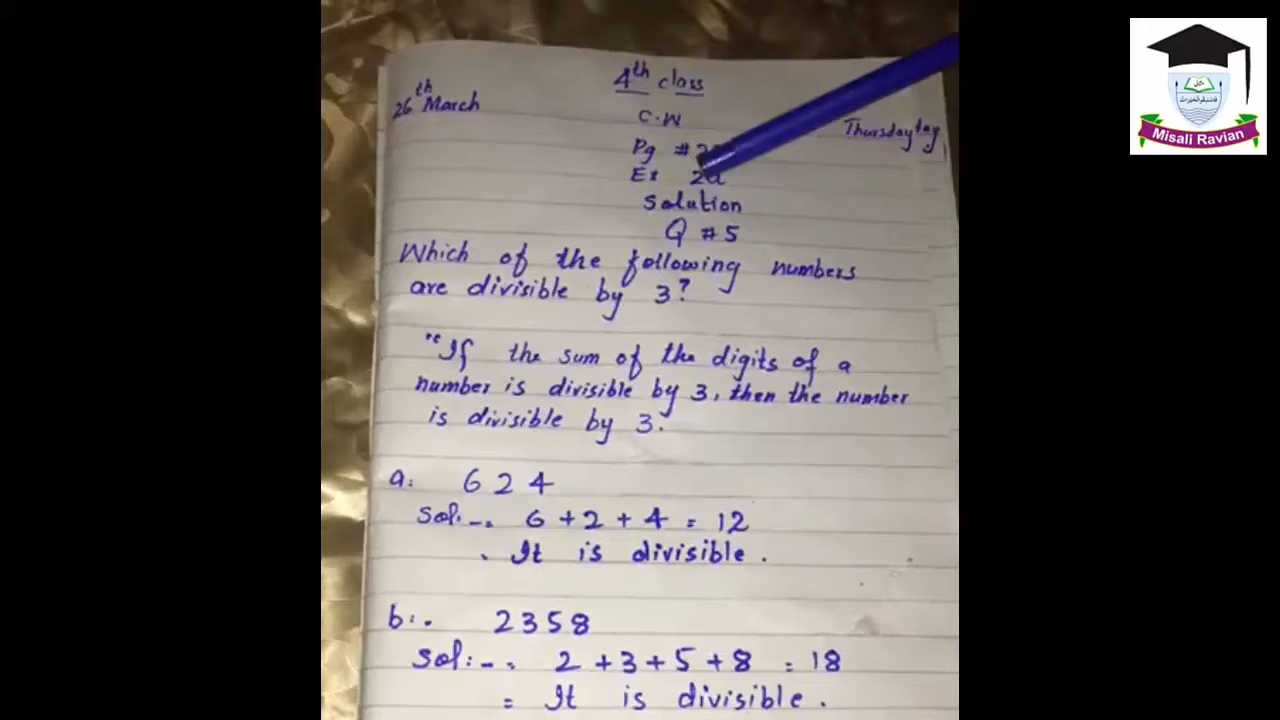 4th class
26th March
C.W
Thursday
Pg #
Ex 2a
Solution
Q #5
Which of the following numbers
are divisible by 3?
"If the sum of the digits of a
number is divisible by 3, then the number
is divisible by 3.
a: 624
Sol:-. 6+2+4 = 12
. It is divisible.
b:. 2358
Sol:-. 2+3+5+8 = 18
= It is divisible.
Misali Ravian